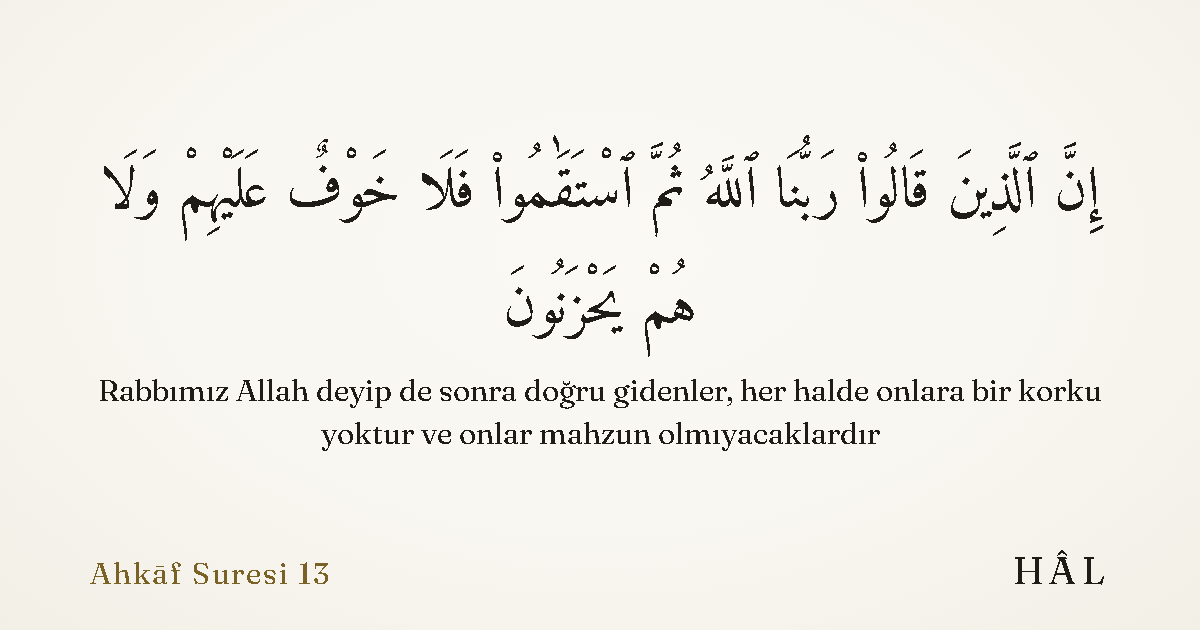 إِنَّ ٱلَّذِينَ قَالُوا۟ رَبُّنَا ٱللَّهُ ثُمَّ ٱسْتَقَـٰمُوا۟ فَلَا خَوْفٌ عَلَيْهِمْ وَلَا
هُمْ يَحْزَنُونَ
Rabbımız Allah deyip de sonra doğru gidenler, her halde onlara bir korku
yoktur ve onlar mahzun olmıyacaklardır
Ahkāf Suresi 13
HÂL